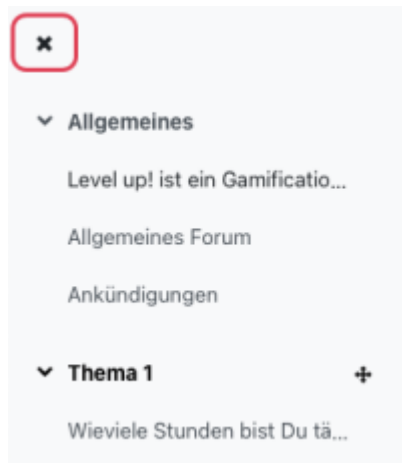 Allgemeines
Level up! ist ein Gamificatio...
Allgemeines Forum
Ankündigungen
Thema 1
Wieviele Stunden bist Du tä...